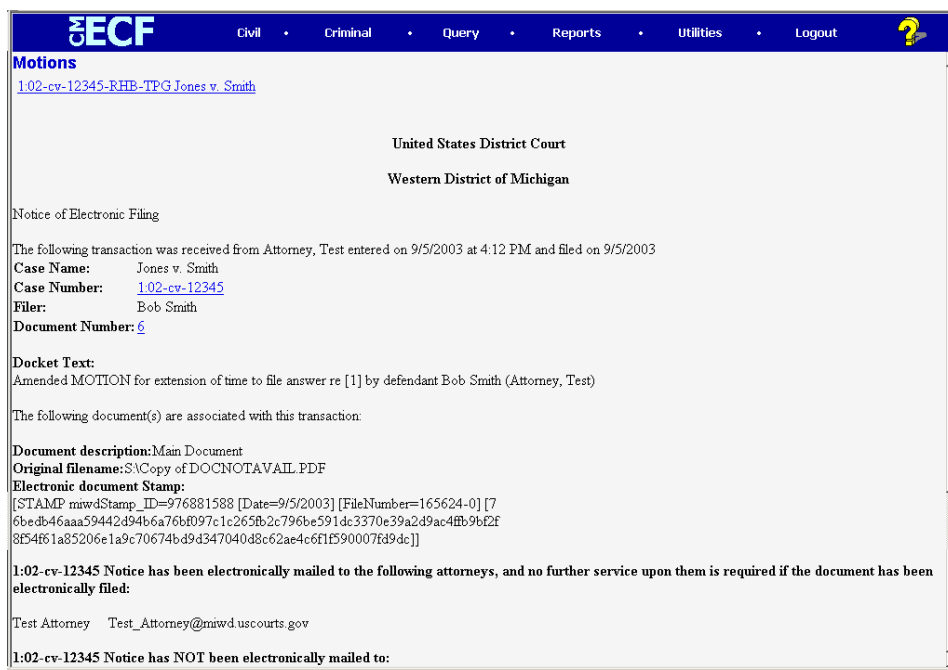 CM ECF Civil • Criminal • Query • Reports • Utilities • Logout ?
Motions
1:02-cv-12345-RHB-TPG Jones v. Smith
United States District Court
Western District of Michigan
Notice of Electronic Filing
The following transaction was received from Attorney, Test entered on 9/5/2003 at 4:12 PM and filed on 9/5/2003
Case Name: Jones v. Smith
Case Number: 1:02-cv-12345
Filer: Bob Smith
Document Number: 6
Docket Text:
Amended MOTION for extension of time to file answer re [1] by defendant Bob Smith (Attorney, Test)
The following document(s) are associated with this transaction:
Document description:Main Document
Original filename:S:\Copy of DOCNOTAVAIL.PDF
Electronic document Stamp:
[STAMP miwdStamp_ID=976881588 [Date=9/5/2003] [FileNumber=165624-0] [7
6bedb46aaa59442d94b6a76bf097c1c265fb2c796be591dc3370e39a2d9ac4ffb9bf2f
8f54f61a85206e1a9c70674bd9d347040d8c62ae4c6f1f590007fd9dc]]
1:02-cv-12345 Notice has been electronically mailed to the following attorneys, and no further service upon them is required if the document has been
electronically filed:
Test Attorney Test_Attorney@miwd.uscourts.gov
1:02-cv-12345 Notice has NOT been electronically mailed to: